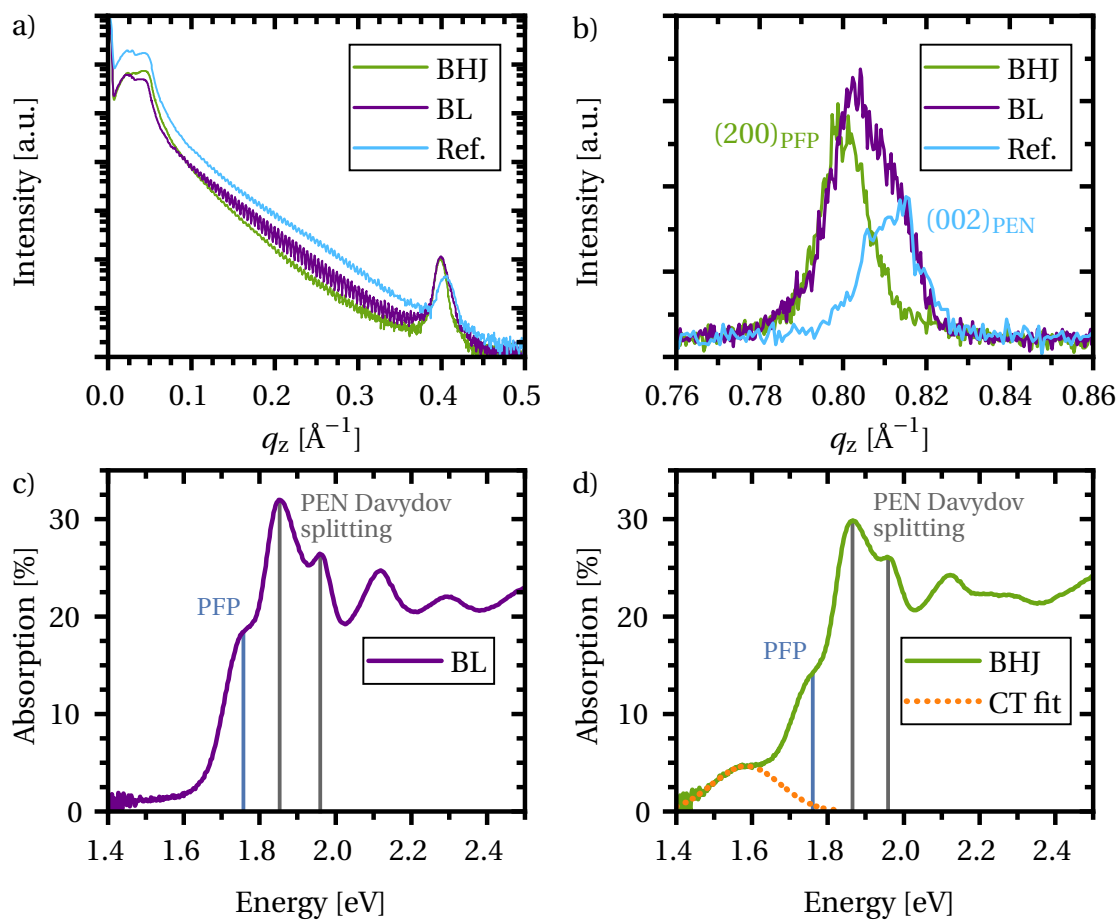 a)
Intensity [a.u.]
BHJ
BL
Ref.
0.0 0.1 0.2 0.3 0.4 0.5
qz [Å−1]
b)
Intensity [a.u.]
BHJ
BL
Ref.
(200)PFP
(002)PEN
0.76 0.78 0.80 0.82 0.84 0.86
qz [Å−1]
c)
Absorption [%]
30
20
10
0
PEN Davydov
splitting
PFP
BL
1.4 1.6 1.8 2.0 2.2 2.4
Energy [eV]
d)
Absorption [%]
30
20
10
0
PEN Davydov
splitting
PFP
BHJ
CT fit
1.4 1.6 1.8 2.0 2.2 2.4
Energy [eV]